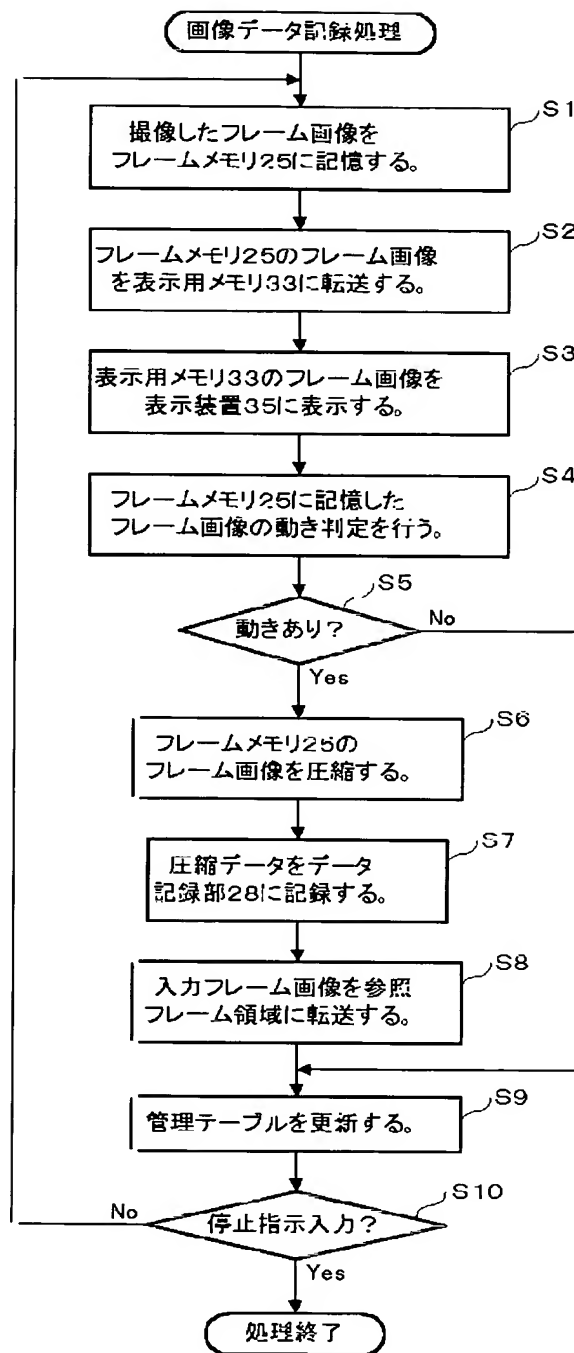 画像データ記録処理
S1
撮像したフレーム画像を
フレームメモリ25に記憶する。
S2
フレームメモリ25のフレーム画像
を表示用メモリ33に転送する。
S3
表示用メモリ33のフレーム画像を
表示装置35に表示する。
S4
フレームメモリ25に記憶した
フレーム画像の動き判定を行う。
S5
動きあり?
No
Yes
S6
フレームメモリ25の
フレーム画像を圧縮する。
S7
圧縮データをデータ
記録部28に記録する。
S8
入力フレーム画像を参照
フレーム領域に転送する。
S9
管理テーブルを更新する。
S10
停止指示入力?
No
Yes
処理終了